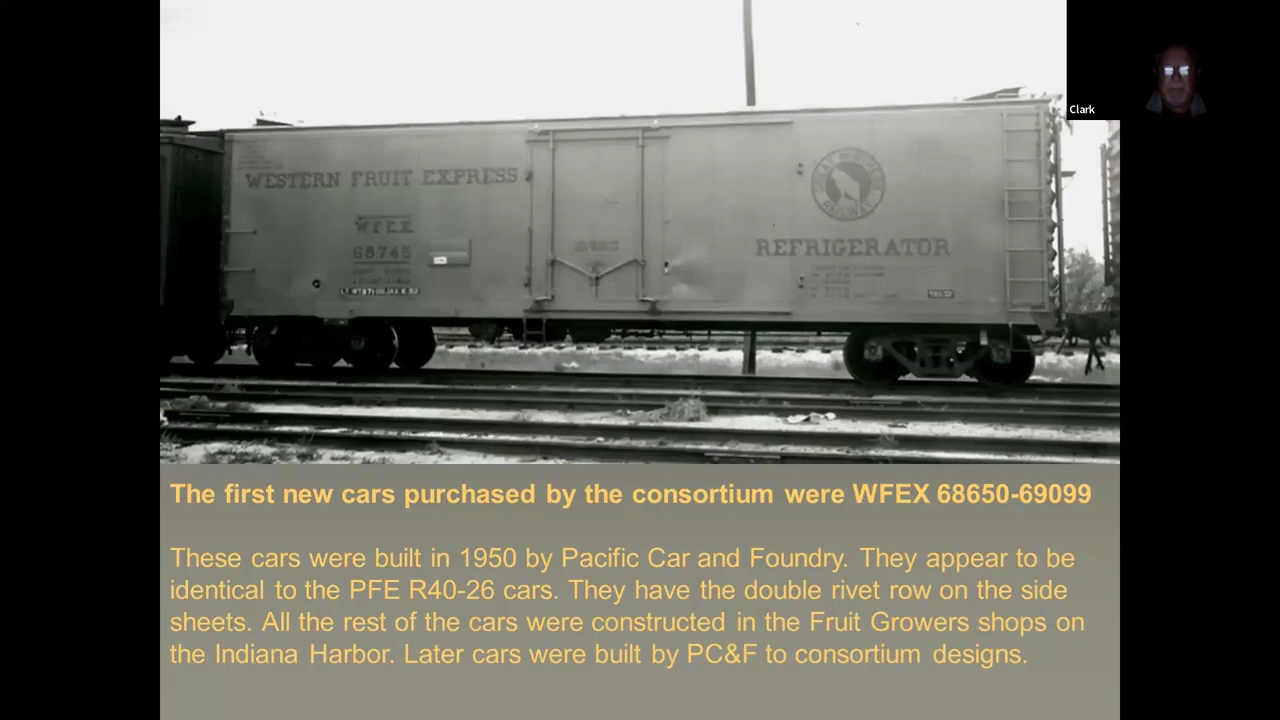 Clark
WESTERN FRUIT EXPRESS
GREAT NORTHERN
RAILWAY
WFEX
68745
REFRIGERATOR
The first new cars purchased by the consortium were WFEX 68650-69099
These cars were built in 1950 by Pacific Car and Foundry. They appear to be
identical to the PFE R40-26 cars. They have the double rivet row on the side
sheets. All the rest of the cars were constructed in the Fruit Growers shops on
the Indiana Harbor. Later cars were built by PC&F to consortium designs.